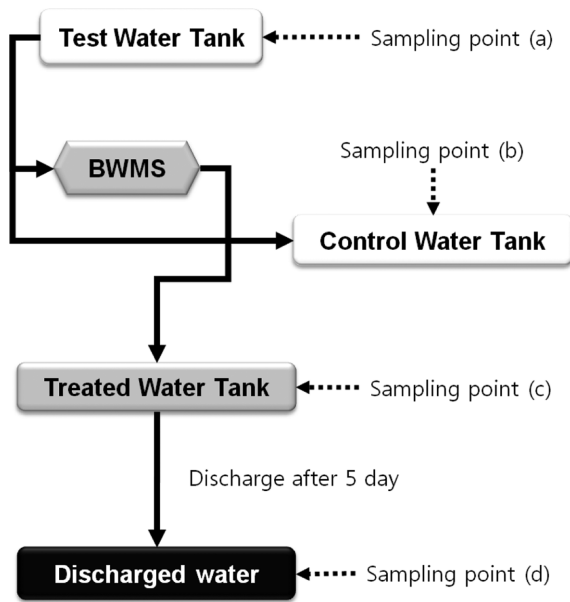 Test Water Tank
Sampling point (a)
BWMS
Sampling point (b)
Control Water Tank
Treated Water Tank
Sampling point (c)
Discharge after 5 day
Discharged water
Sampling point (d)